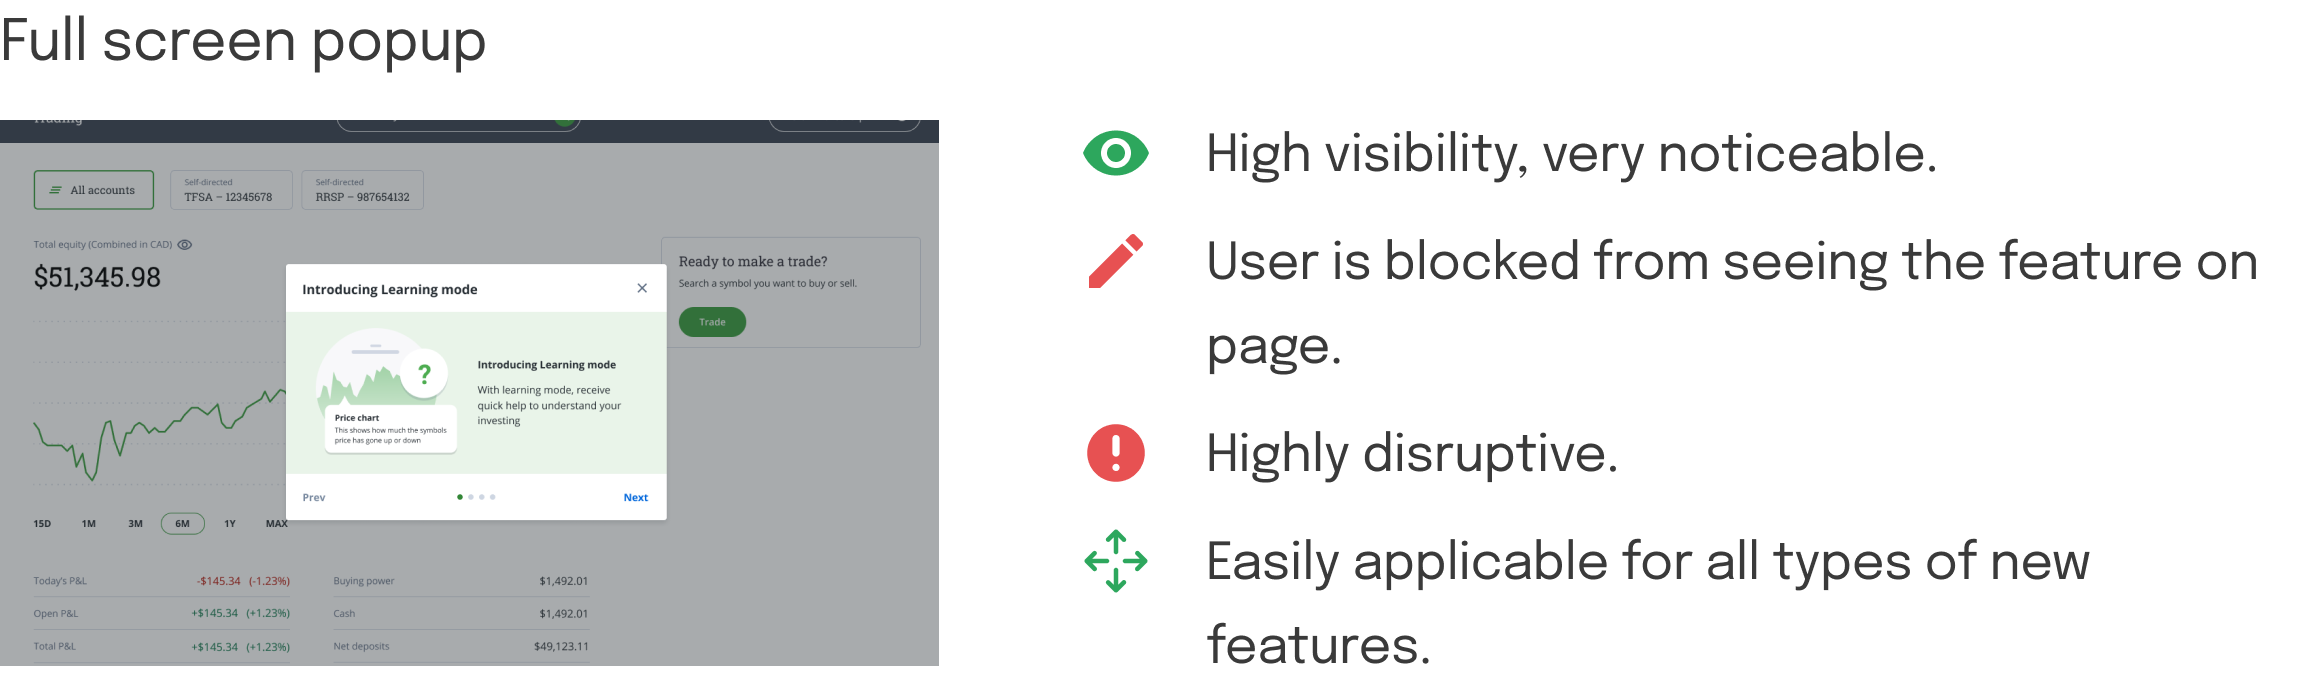 Full screen popup
Trading
All accounts
Self-directed
TFSA – 12345678
Self-directed
RRSP – 987654132
Total equity (Combined in CAD)
$51,345.98
Ready to make a trade?
Search a symbol you want to buy or sell.
Trade
Introducing Learning mode
?
Price chart
This shows how much the symbols
price has gone up or down
Introducing Learning mode
With learning mode, receive
quick help to understand your
investing
Prev
Next
15D 1M 3M 6M 1Y MAX
Today's P&L -$145.34 (-1.23%)
Open P&L +$145.34 (+1.23%)
Total P&L +$145.34 (+1.23%)
Buying power $1,492.01
Cash $1,492.01
Net deposits $49,123.11
High visibility, very noticeable.
User is blocked from seeing the feature on
page.
Highly disruptive.
Easily applicable for all types of new
features.